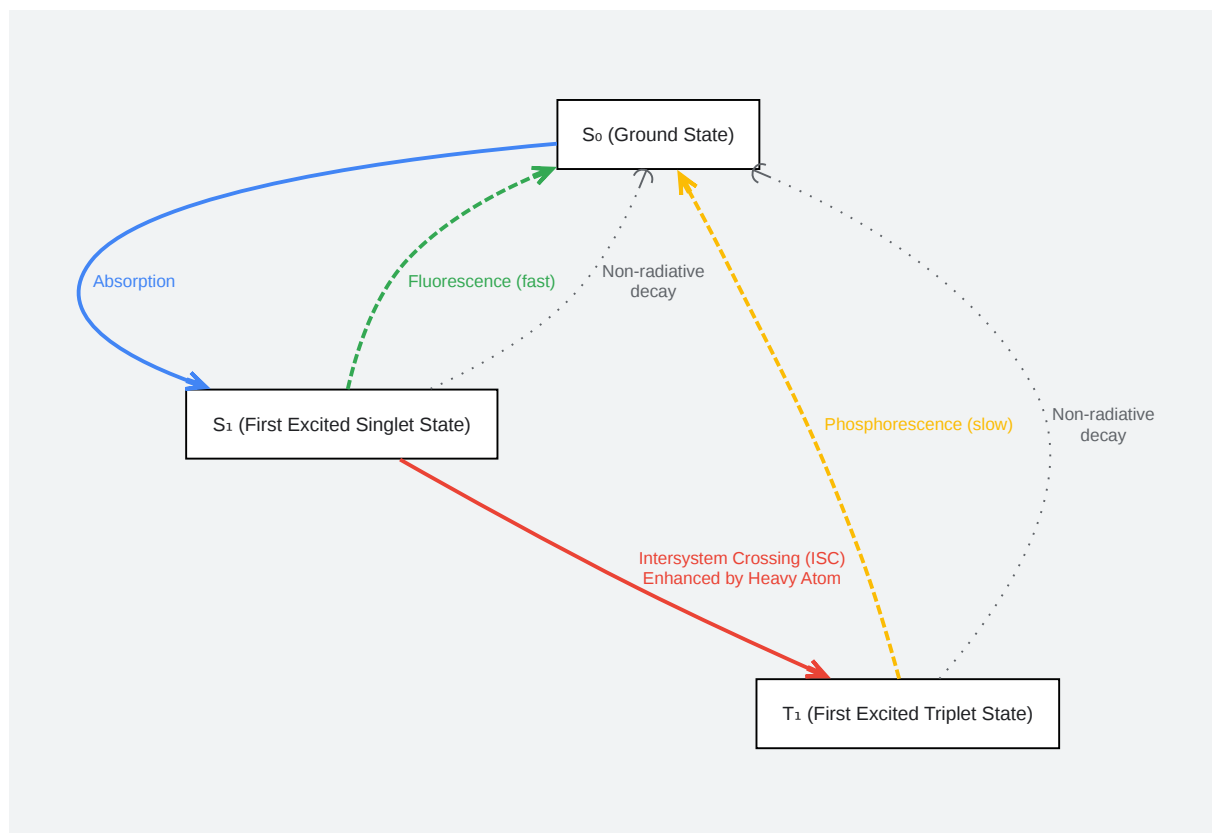 S₀ (Ground State)
Absorption
Fluorescence (fast)
Non-radiative
decay
S₁ (First Excited Singlet State)
Phosphorescence (slow)
Non-radiative
decay
Intersystem Crossing (ISC)
Enhanced by Heavy Atom
T₁ (First Excited Triplet State)